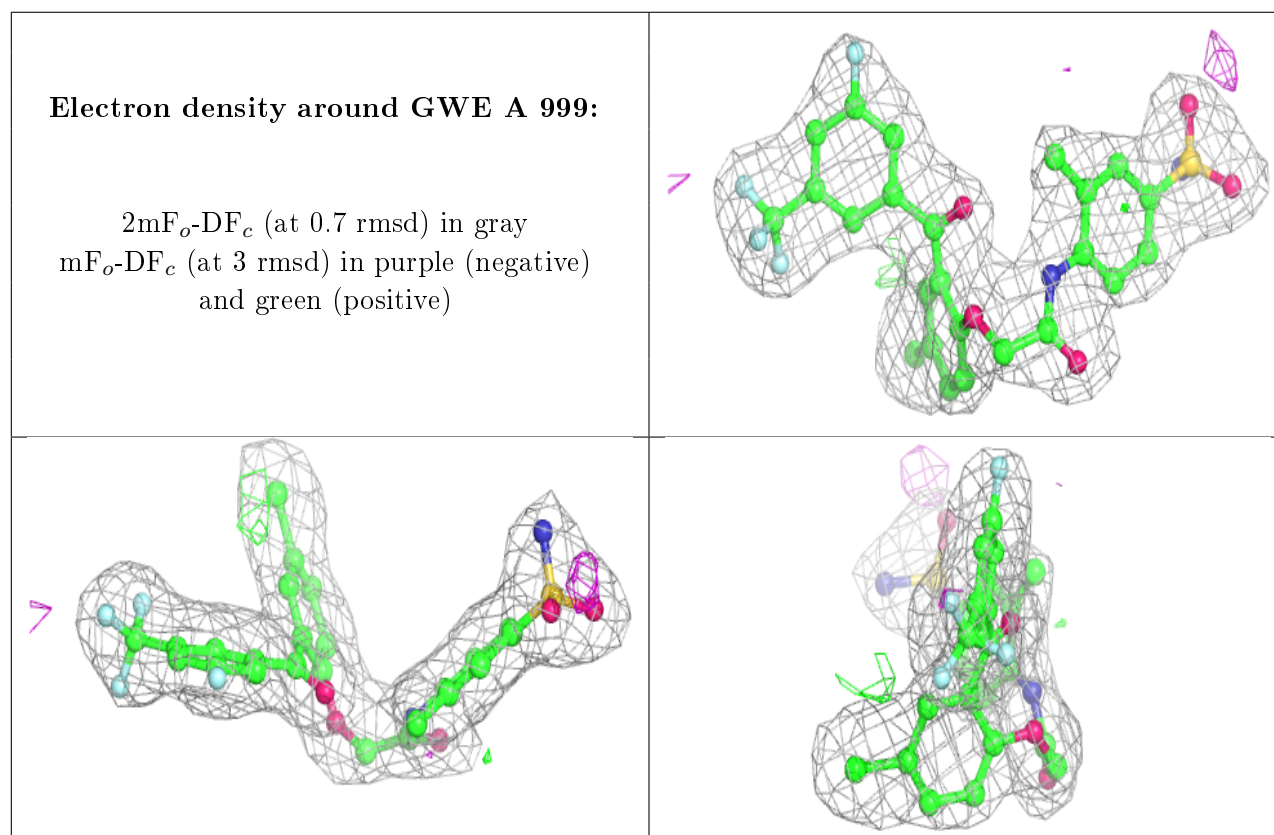 Electron density around GWE A 999:
2mFₒ-DF𝒸 (at 0.7 rmsd) in gray
mFₒ-DF𝒸 (at 3 rmsd) in purple (negative)
and green (positive)